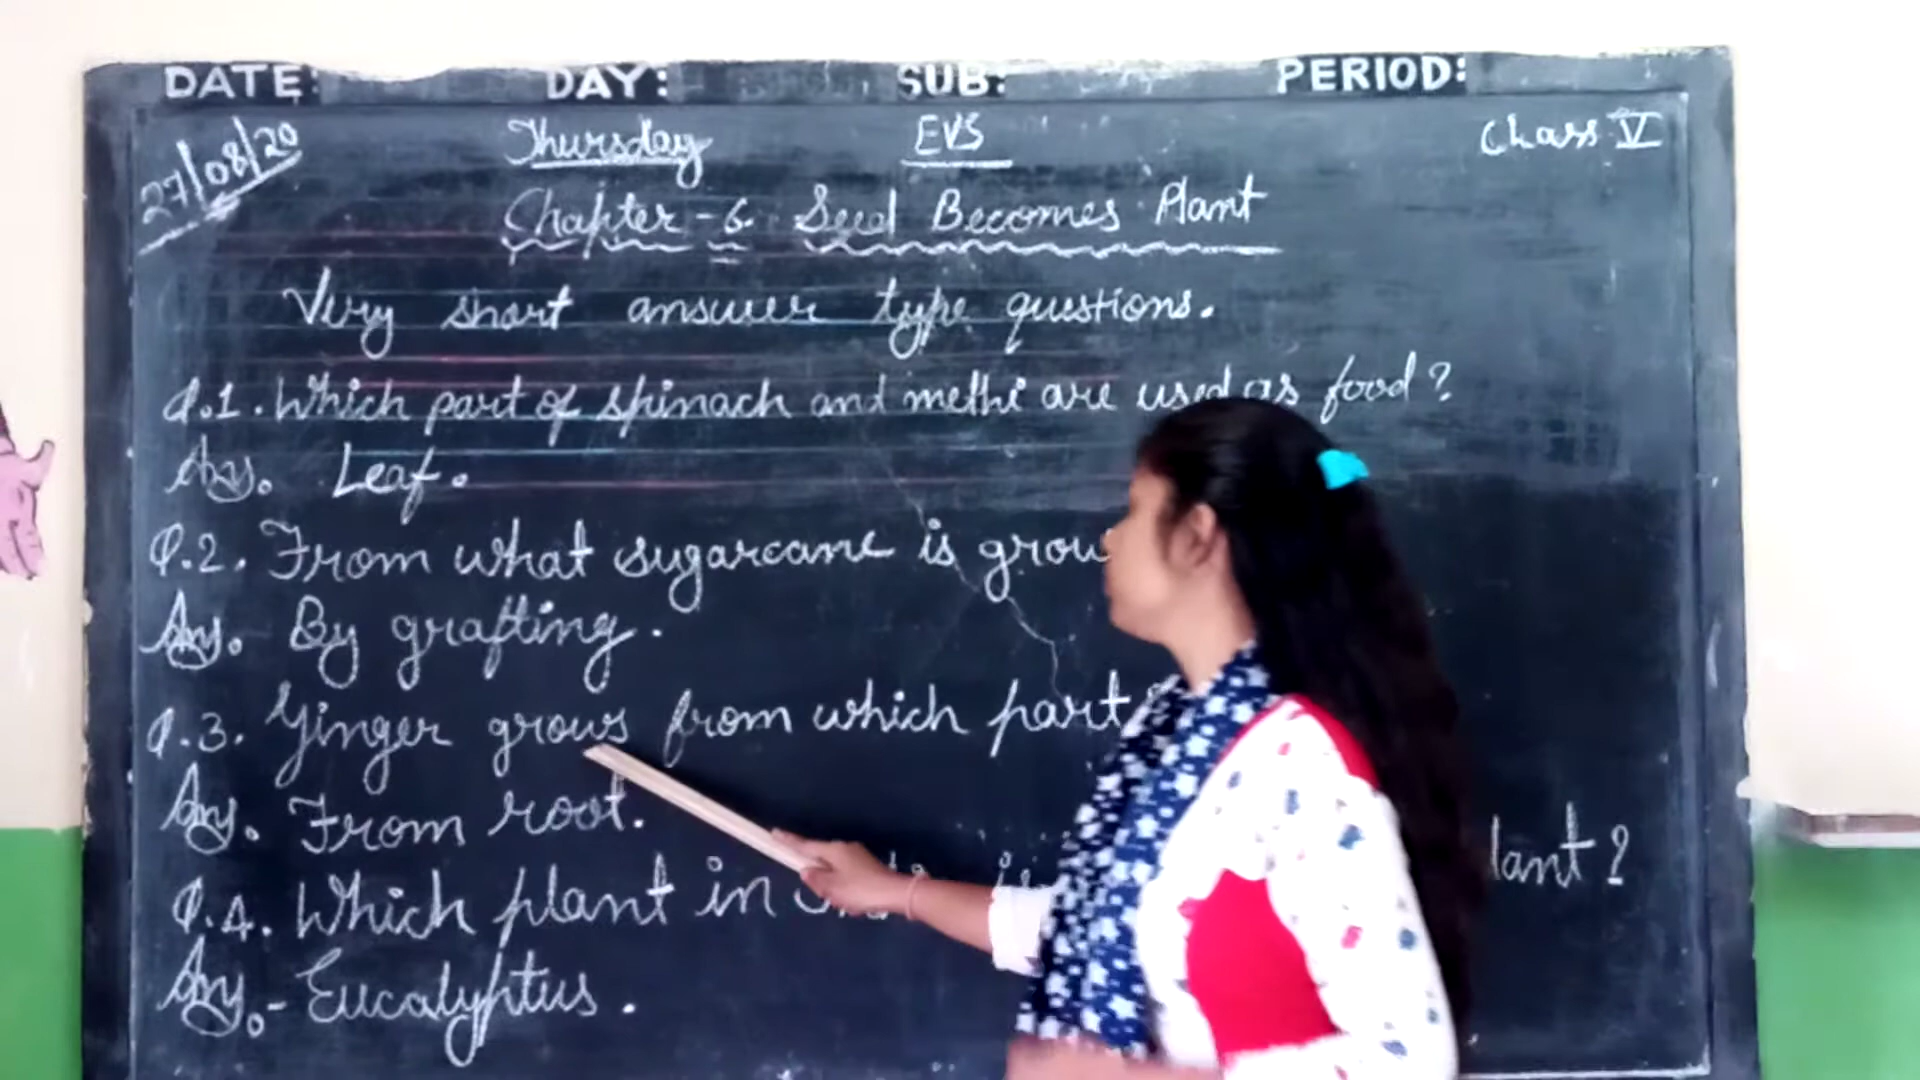 DATE: DAY: SUB: PERIOD:
27/08/20 Thursday EVS Class V
Chapter - 6. Seed Becomes Plant
Very short answer type questions.
Q.1. Which part of spinach and methi are used as food?
Ans. Leaf.
Q.2. From what sugarcane is grow
Ans. By grafting.
Q.3. Ginger grows from which part
Ans. From root.
Q.4. Which plant in is lant?
Ans.- Eucalyptus.